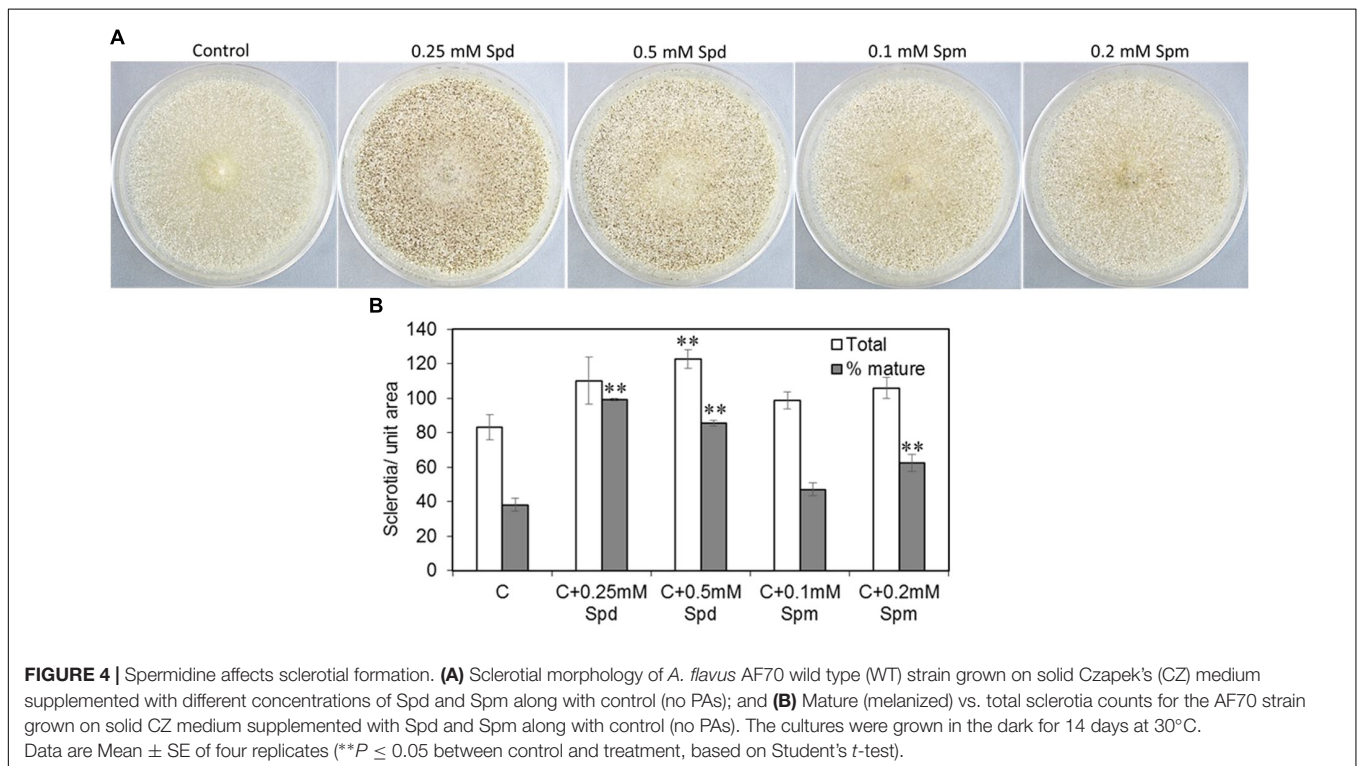 A
Control 0.25 mM Spd 0.5 mM Spd 0.1 mM Spm 0.2 mM Spm
B
140
120
100
80
60
40
20
0
Sclerotia/ unit area
Total
% mature
**
**
**
**
C C+0.25mM Spd C+0.5mM Spd C+0.1mM Spm C+0.2mM Spm
FIGURE 4 | Spermidine affects sclerotial formation. (A) Sclerotial morphology of A. flavus AF70 wild type (WT) strain grown on solid Czapek's (CZ) medium
supplemented with different concentrations of Spd and Spm along with control (no PAs); and (B) Mature (melanized) vs. total sclerotia counts for the AF70 strain
grown on solid CZ medium supplemented with Spd and Spm along with control (no PAs). The cultures were grown in the dark for 14 days at 30°C.
Data are Mean ± SE of four replicates (**P ≤ 0.05 between control and treatment, based on Student's t-test).